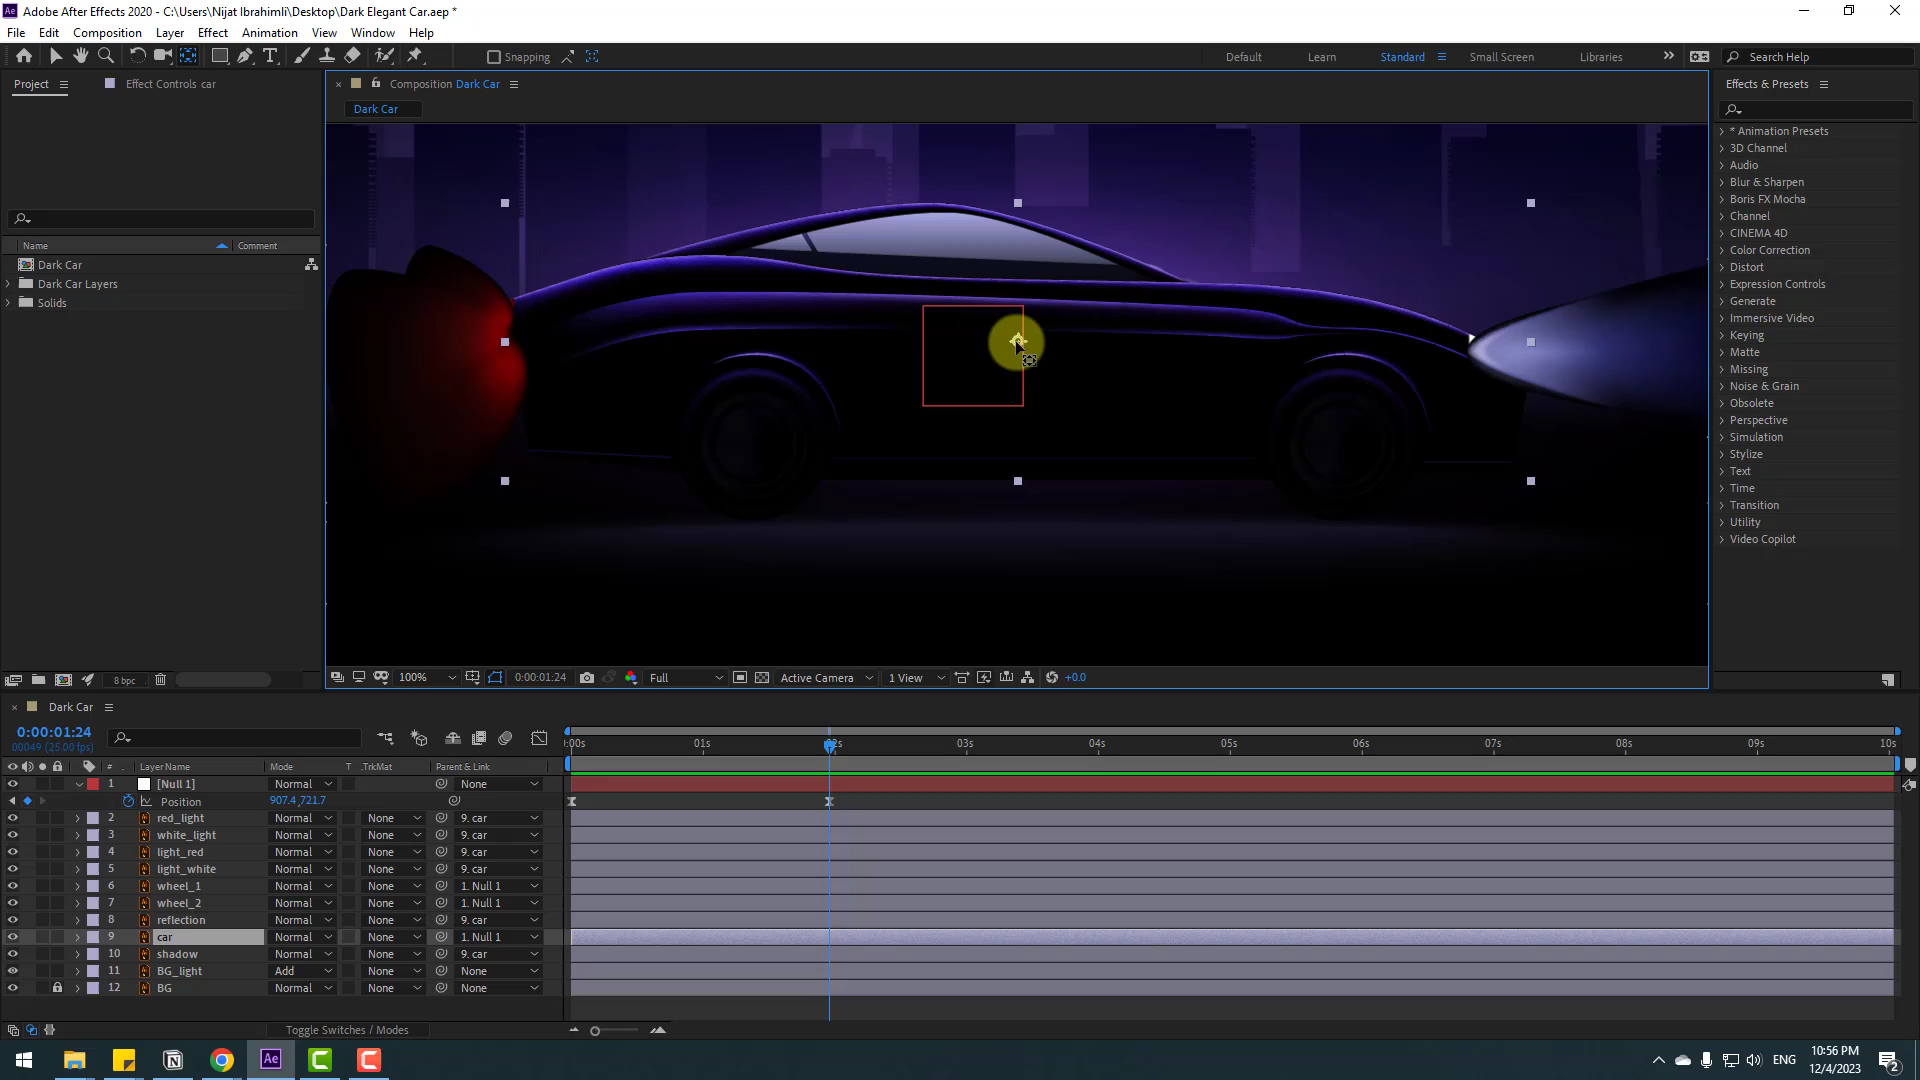 Adobe After Effects 2020 - C:\Users\Nijat Ibrahimli\Desktop\Dark Elegant Car.aep *
File Edit Composition Layer Effect Animation View Window Help
Snapping Default Learn Standard Small Screen Libraries Search Help
Project Effect Controls car
Composition Dark Car
Effects & Presets
Dark Car
* Animation Presets
3D Channel
Audio
Blur & Sharpen
Boris FX Mocha
Channel
CINEMA 4D
Color Correction
Distort
Expression Controls
Generate
Immersive Video
Keying
Matte
Missing
Noise & Grain
Obsolete
Perspective
Simulation
Stylize
Text
Time
Transition
Utility
Video Copilot
Name Comment
Dark Car
Dark Car Layers
Solids
8 bpc
100% 0:00:01:24 Full Active Camera 1 View +0.0
Dark Car
0:00:01:24
00049 (25.00 fps)
:00s 01s 2s 03s 04s 05s 06s 07s 08s 09s 10s
# Layer Name Mode T .TrkMat Parent & Link
1 [Null 1] Normal None
Position 907.4,721.7
2 red_light Normal None 9. car
3 white_light Normal None 9. car
4 light_red Normal None 9. car
5 light_white Normal None 9. car
6 wheel_1 Normal None 1. Null 1
7 wheel_2 Normal None 1. Null 1
8 reflection Normal None 9. car
9 car Normal None 1. Null 1
10 shadow Normal None 9. car
11 BG_light Add None None
12 BG Normal None None
Toggle Switches / Modes
ENG
10:56 PM
12/4/2023
2